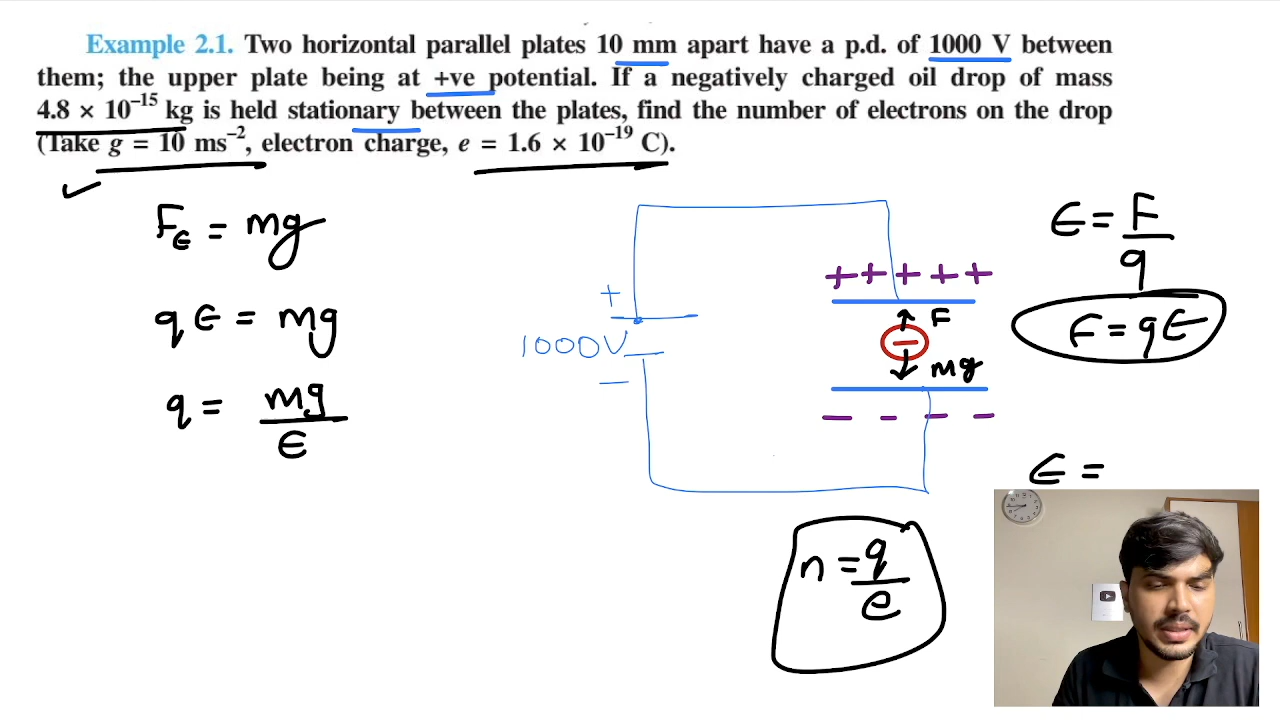 Example 2.1. Two horizontal parallel plates 10 mm apart have a p.d. of 1000 V between
them; the upper plate being at +ve potential. If a negatively charged oil drop of mass
4.8 × 10⁻¹⁵ kg is held stationary between the plates, find the number of electrons on the drop
(Take g = 10 ms⁻², electron charge, e = 1.6 × 10⁻¹⁹ C).
F_E = mg
qE = mg
q = mg/E
+
1000V
−
+ + + + +
F
−
mg
− − − −
E = F/q
F = qE
E =
n = q/e